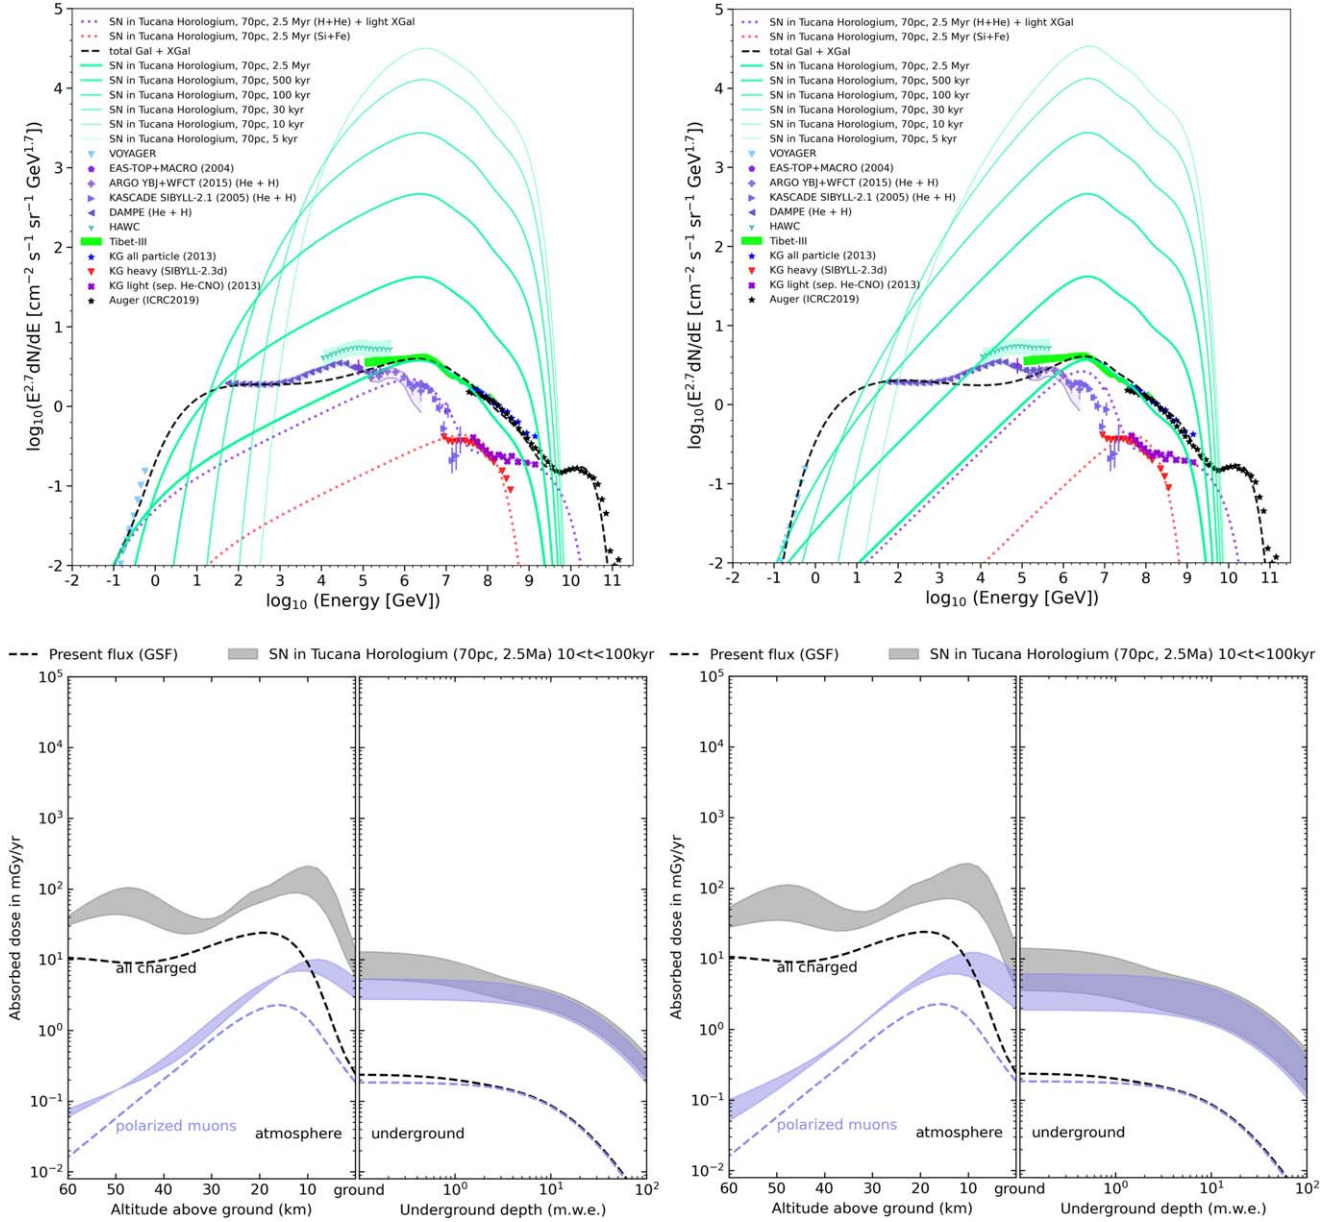 SN in Tucana Horologium, 70pc, 2.5 Myr (H+He) + light XGal
SN in Tucana Horologium, 70pc, 2.5 Myr (Si+Fe)
total Gal + XGal
SN in Tucana Horologium, 70pc, 2.5 Myr
SN in Tucana Horologium, 70pc, 500 kyr
SN in Tucana Horologium, 70pc, 100 kyr
SN in Tucana Horologium, 70pc, 30 kyr
SN in Tucana Horologium, 70pc, 10 kyr
SN in Tucana Horologium, 70pc, 5 kyr
VOYAGER
EAS-TOP+MACRO (2004)
ARGO YBJ+WFCT (2015) (He + H)
KASCADE SIBYLL-2.1 (2005) (He + H)
DAMPE (He + H)
HAWC
Tibet-III
KG all particle (2013)
KG heavy (SIBYLL-2.3d)
KG light (sep. He-CNO) (2013)
Auger (ICRC2019)
log₁₀(E²·⁷dN/dE [cm⁻² s⁻¹ sr⁻¹ GeV¹·⁷])
5
4
3
2
1
0
-1
-2
-2 -1 0 1 2 3 4 5 6 7 8 9 10 11
log₁₀ (Energy [GeV])
SN in Tucana Horologium, 70pc, 2.5 Myr (H+He) + light XGal
SN in Tucana Horologium, 70pc, 2.5 Myr (Si+Fe)
total Gal + XGal
SN in Tucana Horologium, 70pc, 2.5 Myr
SN in Tucana Horologium, 70pc, 500 kyr
SN in Tucana Horologium, 70pc, 100 kyr
SN in Tucana Horologium, 70pc, 30 kyr
SN in Tucana Horologium, 70pc, 10 kyr
SN in Tucana Horologium, 70pc, 5 kyr
VOYAGER
EAS-TOP+MACRO (2004)
ARGO YBJ+WFCT (2015) (He + H)
KASCADE SIBYLL-2.1 (2005) (He + H)
DAMPE (He + H)
HAWC
Tibet-III
KG all particle (2013)
KG heavy (SIBYLL-2.3d)
KG light (sep. He-CNO) (2013)
Auger (ICRC2019)
log₁₀(E²·⁷dN/dE [cm⁻² s⁻¹ sr⁻¹ GeV¹·⁷])
5
4
3
2
1
0
-1
-2
-2 -1 0 1 2 3 4 5 6 7 8 9 10 11
log₁₀ (Energy [GeV])
Present flux (GSF) SN in Tucana Horologium (70pc, 2.5Ma) 10<t<100kyr
Absorbed dose in mGy/yr
10⁵
10⁴
10³
10²
10¹
10⁰
10⁻¹
10⁻²
all charged
polarized muons
atmosphere underground
60 50 40 30 20 10 ground 10⁰ 10¹ 10²
Altitude above ground (km) Underground depth (m.w.e.)
Present flux (GSF) SN in Tucana Horologium (70pc, 2.5Ma) 10<t<100kyr
Absorbed dose in mGy/yr
10⁵
10⁴
10³
10²
10¹
10⁰
10⁻¹
10⁻²
all charged
polarized muons
atmosphere underground
60 50 40 30 20 10 ground 10⁰ 10¹ 10²
Altitude above ground (km) Underground depth (m.w.e.)